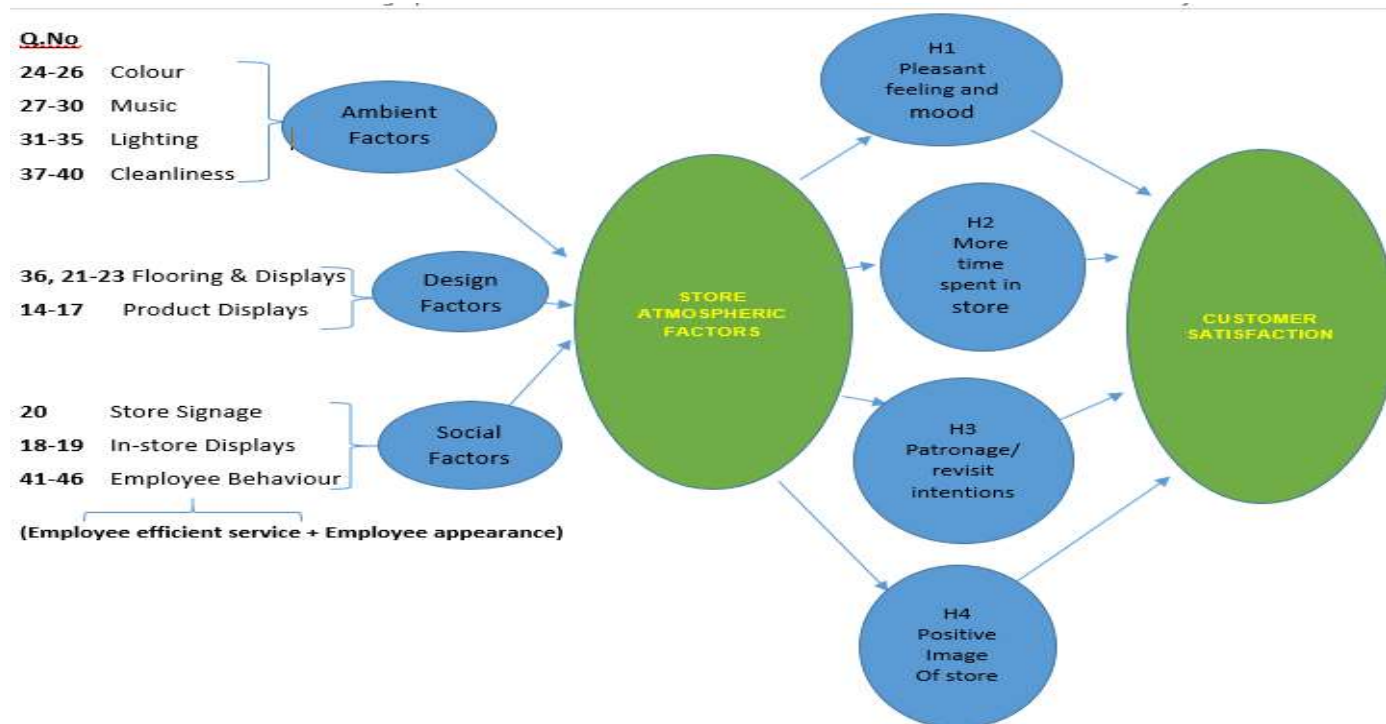 Q.No
24-26 Colour
27-30 Music
31-35 Lighting
37-40 Cleanliness
Ambient
Factors
36, 21-23 Flooring & Displays
14-17 Product Displays
Design
Factors
20 Store Signage
18-19 In-store Displays
41-46 Employee Behaviour
(Employee efficient service + Employee appearance)
Social
Factors
STORE
ATMOSPHERIC
FACTORS
H1
Pleasant
feeling and
mood
H2
More
time
spent in
store
H3
Patronage/
revisit
intentions
H4
Positive
Image
Of store
CUSTOMER
SATISFACTION